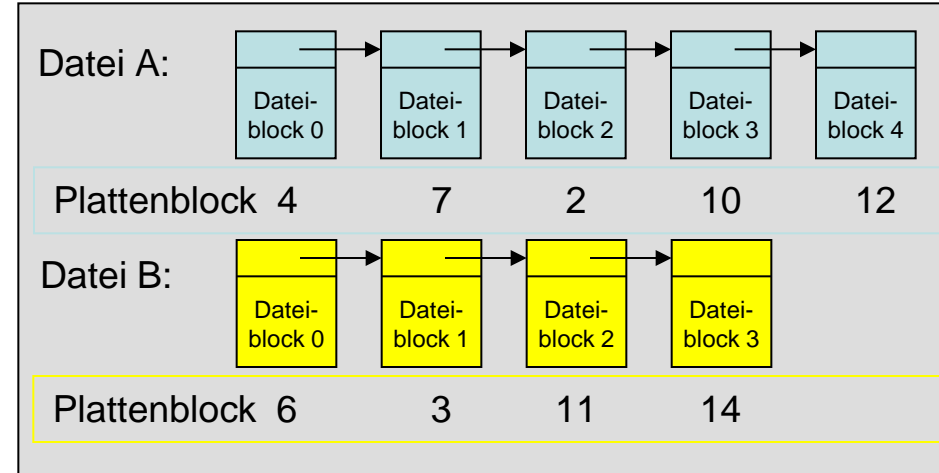 Datei A:
Datei-
block 0
Datei-
block 1
Datei-
block 2
Datei-
block 3
Datei-
block 4
Plattenblock 4 7 2 10 12
Datei B:
Datei-
block 0
Datei-
block 1
Datei-
block 2
Datei-
block 3
Plattenblock 6 3 11 14